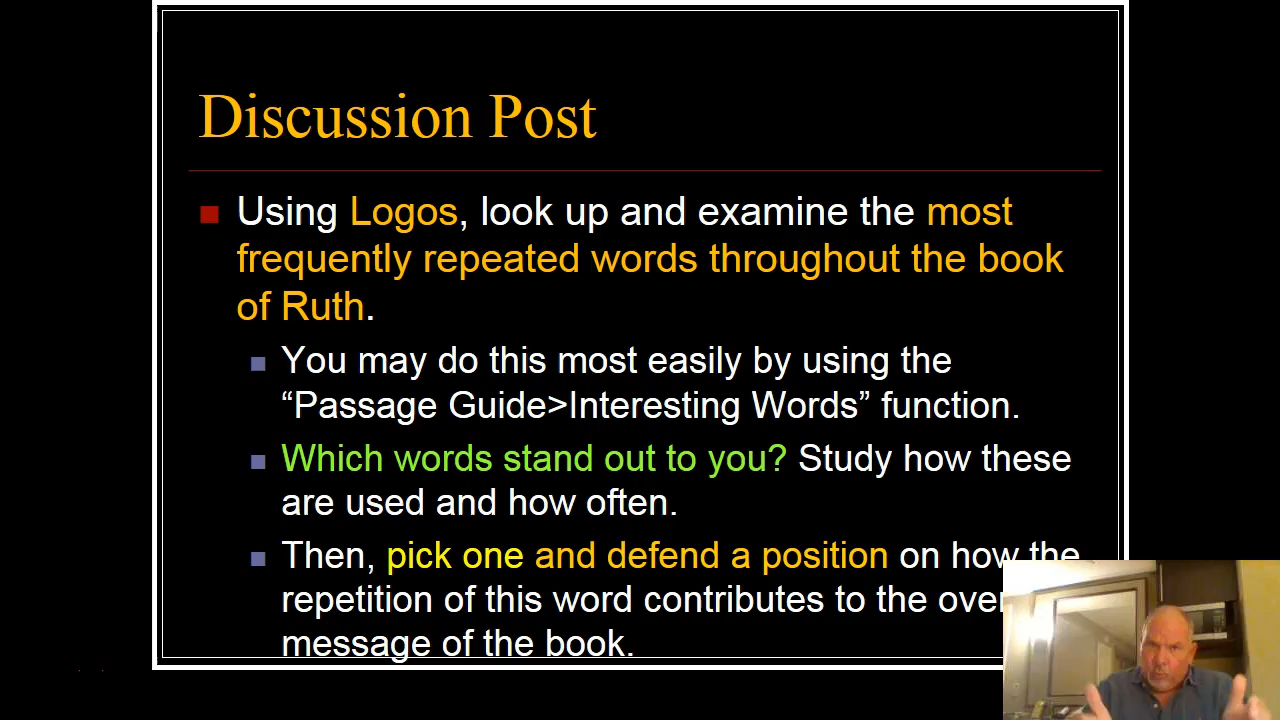 Discussion Post
Using Logos, look up and examine the most
frequently repeated words throughout the book
of Ruth.
You may do this most easily by using the
“Passage Guide>Interesting Words” function.
Which words stand out to you? Study how these
are used and how often.
Then, pick one and defend a position on how the
repetition of this word contributes to the
message of the book.